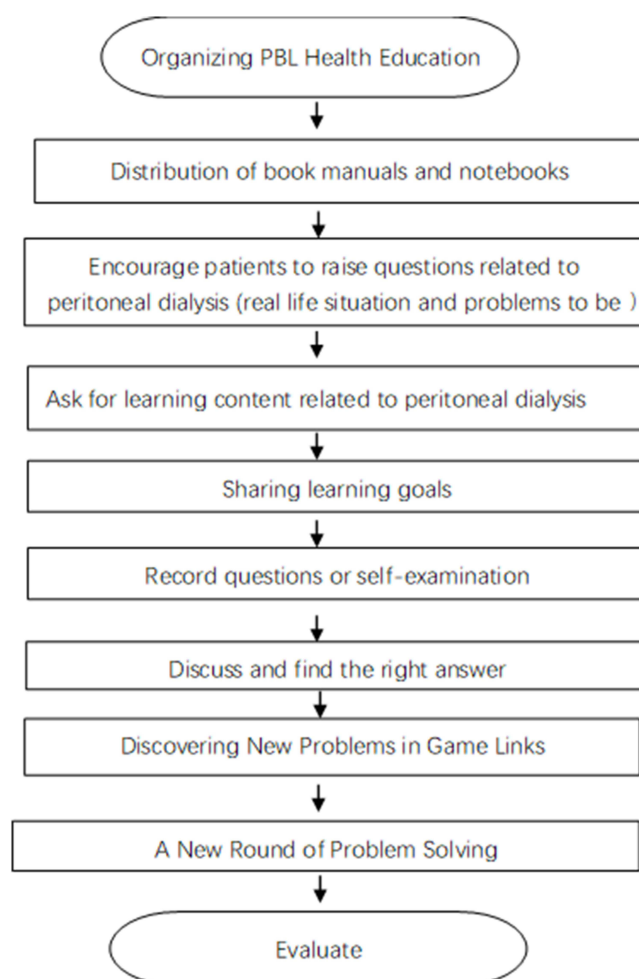 Organizing PBL Health Education
Distribution of book manuals and notebooks
Encourage patients to raise questions related to
peritoneal dialysis (real life situation and problems to be )
Ask for learning content related to peritoneal dialysis
Sharing learning goals
Record questions or self-examination
Discuss and find the right answer
Discovering New Problems in Game Links
A New Round of Problem Solving
Evaluate